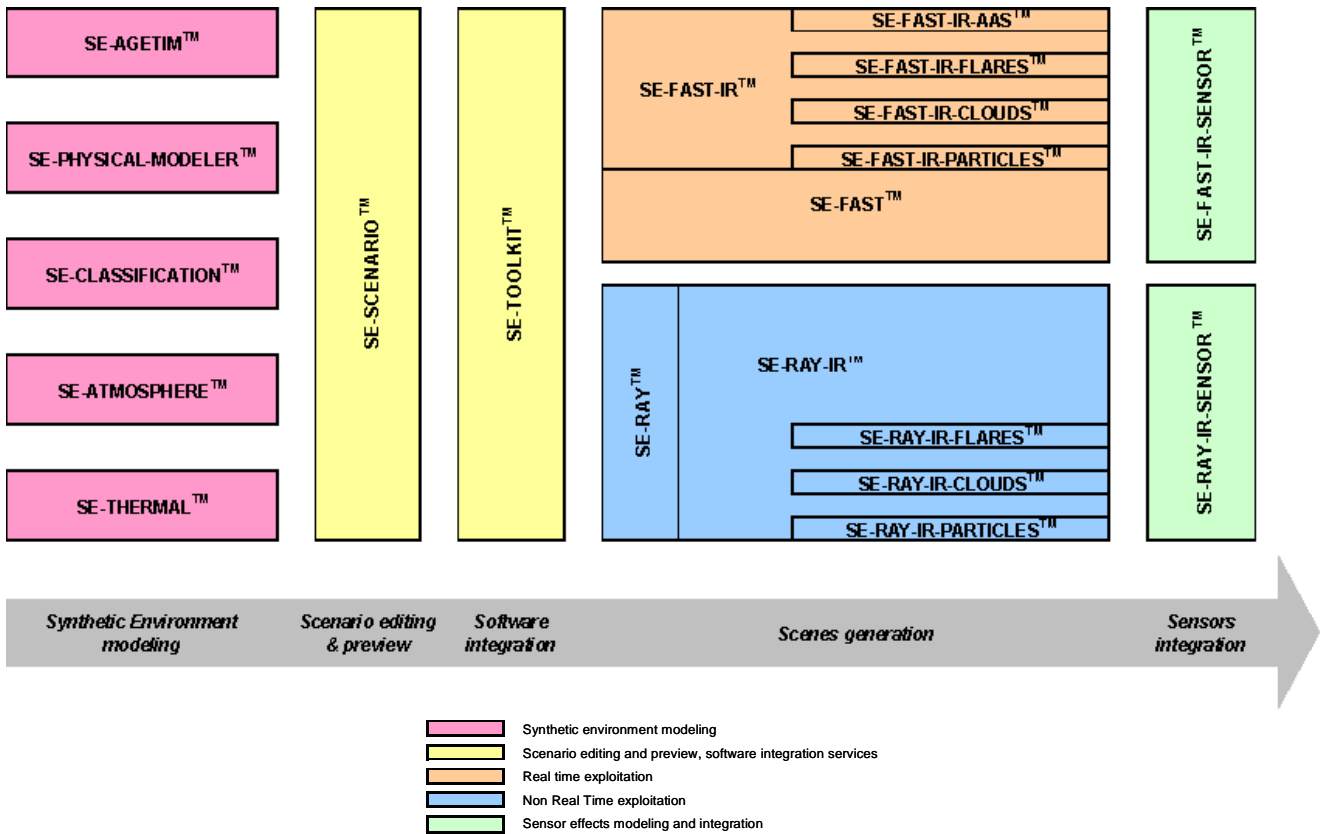 SE-AGETIM™
SE-PHYSICAL-MODELER™
SE-CLASSIFICATION™
SE-ATMOSPHERE™
SE-THERMAL™
SE-SCENARIO™
SE-TOOLKIT™
SE-FAST-IR™
SE-FAST-IR-AAS™
SE-FAST-IR-FLARES™
SE-FAST-IR-CLOUDS™
SE-FAST-IR-PARTICLES™
SE-FAST™
SE-RAY™
SE-RAY-IR™
SE-RAY-IR-FLARES™
SE-RAY-IR-CLOUDS™
SE-RAY-IR-PARTICLES™
SE-FAST-IR-SENSOR™
SE-RAY-IR-SENSOR™
Synthetic Environment
modeling
Scenario editing
& preview
Software
integration
Scenes generation
Sensors
integration
Synthetic environment modeling
Scenario editing and preview, software integration services
Real time exploitation
Non Real Time exploitation
Sensor effects modeling and integration